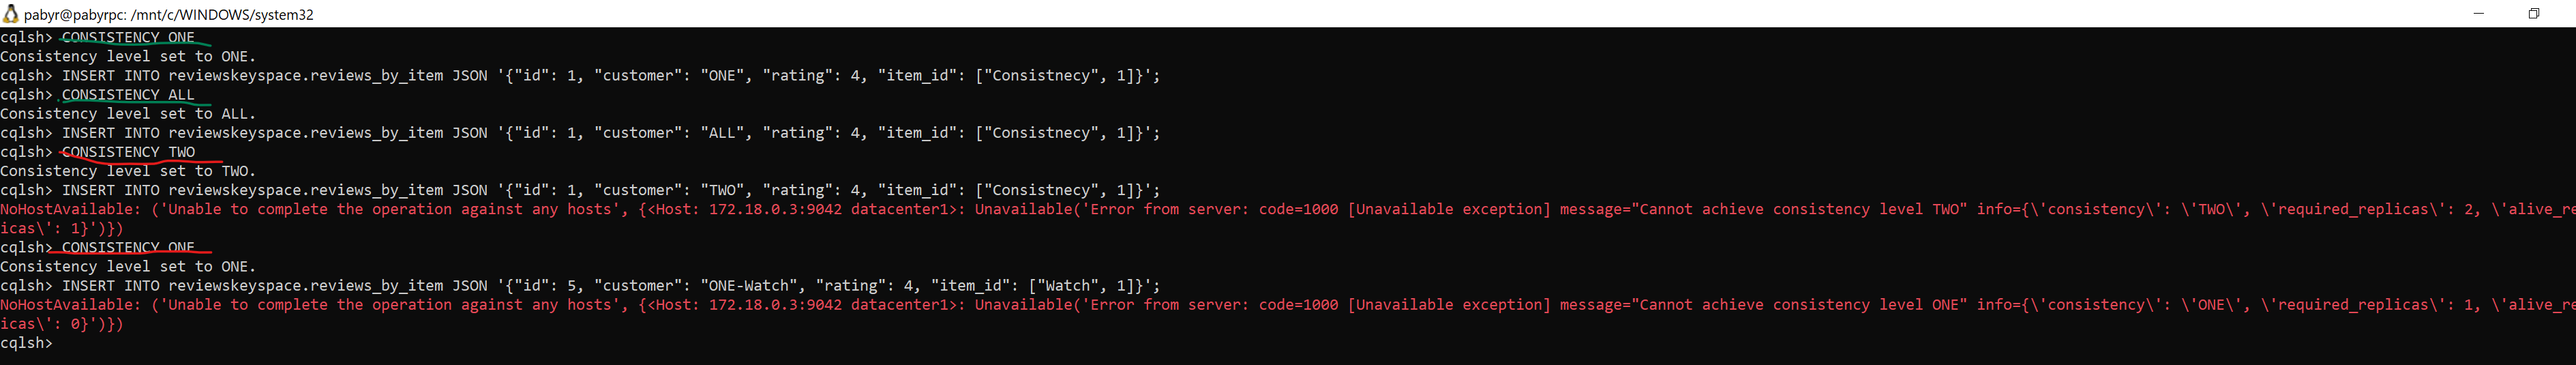 pabyr@pabyrpc: /mnt/c/WINDOWS/system32
cqlsh> CONSISTENCY ONE
Consistency level set to ONE.
cqlsh> INSERT INTO reviewskeyspace.reviews_by_item JSON '{"id": 1, "customer": "ONE", "rating": 4, "item_id": ["Consistnecy", 1]}';
cqlsh> CONSISTENCY ALL
Consistency level set to ALL.
cqlsh> INSERT INTO reviewskeyspace.reviews_by_item JSON '{"id": 1, "customer": "ALL", "rating": 4, "item_id": ["Consistnecy", 1]}';
cqlsh> CONSISTENCY TWO
Consistency level set to TWO.
cqlsh> INSERT INTO reviewskeyspace.reviews_by_item JSON '{"id": 1, "customer": "TWO", "rating": 4, "item_id": ["Consistnecy", 1]}';
NoHostAvailable: ('Unable to complete the operation against any hosts', {<Host: 172.18.0.3:9042 datacenter1>: Unavailable('Error from server: code=1000 [Unavailable exception] message="Cannot achieve consistency level TWO" info={\'consistency\': \'TWO\', \'required_replicas\': 2, \'alive_re
icas\': 1}')})
cqlsh> CONSISTENCY ONE
Consistency level set to ONE.
cqlsh> INSERT INTO reviewskeyspace.reviews_by_item JSON '{"id": 5, "customer": "ONE-Watch", "rating": 4, "item_id": ["Watch", 1]}';
NoHostAvailable: ('Unable to complete the operation against any hosts', {<Host: 172.18.0.3:9042 datacenter1>: Unavailable('Error from server: code=1000 [Unavailable exception] message="Cannot achieve consistency level ONE" info={\'consistency\': \'ONE\', \'required_replicas\': 1, \'alive_re
icas\': 0}')})
cqlsh>